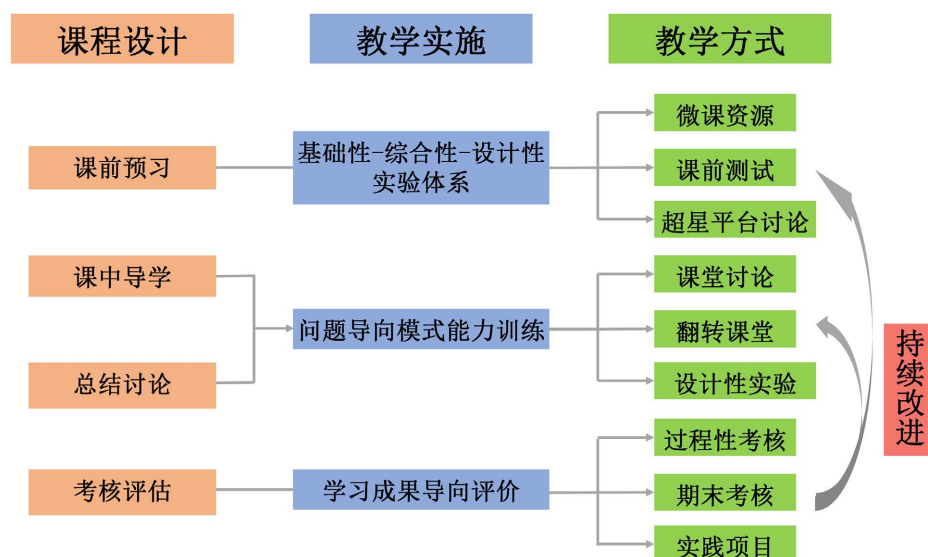 课程设计
教学实施
教学方式
课前预习
基础性-综合性-设计性
实验体系
微课资源
课前测试
超星平台讨论
课中导学
总结讨论
问题导向模式能力训练
课堂讨论
翻转课堂
设计性实验
考核评估
学习成果导向评价
过程性考核
期末考核
实践项目
持续改进